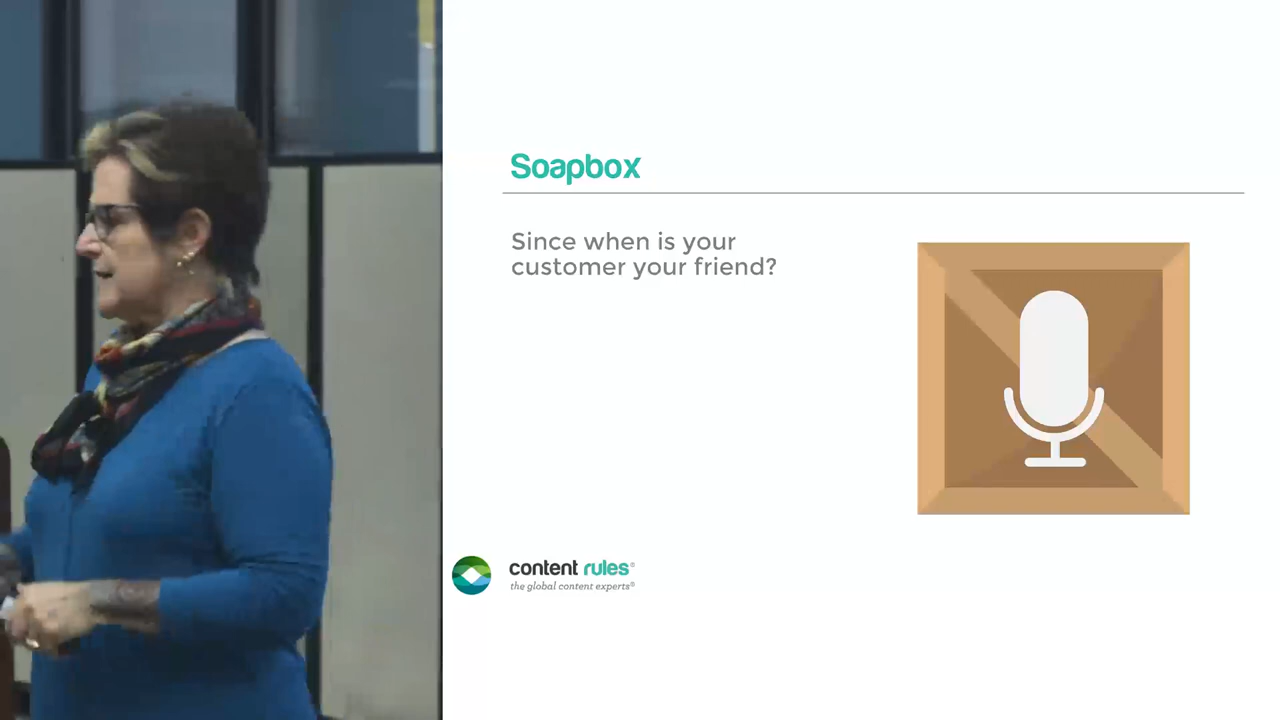 Soapbox
Since when is your
customer your friend?
content rules®
the global content experts®